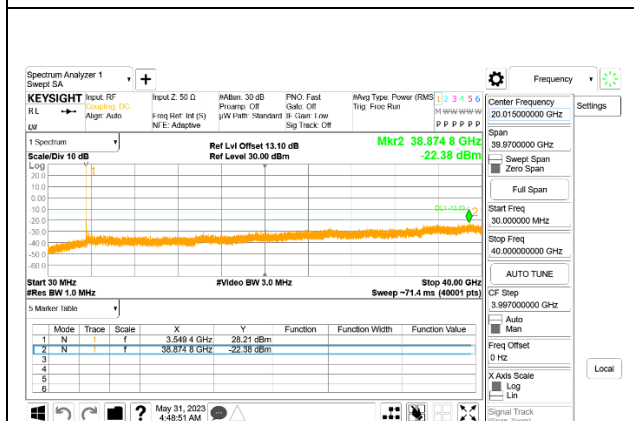 Spectrum Analyzer 1
Swept SA
+
Frequency
KEYSIGHT
RL
Input: RF
Coupling: DC
Align: Auto
Input Z: 50 Ω
Freq Ref: Int (S)
NFE: Adaptive
#Atten: 30 dB
Preamp: Off
µW Path: Standard
PNO: Fast
Gate: Off
IF Gain: Low
Sig Track: Off
#Avg Type: Power (RMS
Trig: Free Run
1 2 3 4 5 6
M W W W W W
P P P P P P
Settings
Center Frequency
20.015000000 GHz
Span
39.9700000 GHz
Swept Span
Zero Span
Full Span
Start Freq
30.000000 MHz
Stop Freq
40.000000000 GHz
AUTO TUNE
CF Step
3.997000000 GHz
Auto
Man
Freq Offset
0 Hz
X Axis Scale
Log
Lin
Signal Track
(Span Zoom)
Local
1 Spectrum
Scale/Div 10 dB
Log
Ref Lvl Offset 13.10 dB
Ref Level 30.00 dBm
Mkr2 38.874 8 GHz
-22.38 dBm
20.0
10.0
0.00
-10.0
-20.0
-30.0
-40.0
-50.0
-60.0
1
DL1 -13.00
2
Start 30 MHz
#Res BW 1.0 MHz
#Video BW 3.0 MHz
Stop 40.00 GHz
Sweep ~71.4 ms (40001 pts)
5 Marker Table
Mode Trace Scale X Y Function Function Width Function Value
1 N 1 f 3.549 4 GHz 28.21 dBm
2 N 1 f 38.874 8 GHz -22.38 dBm
3
4
5
6
?
May 31, 2023
4:48:51 AM